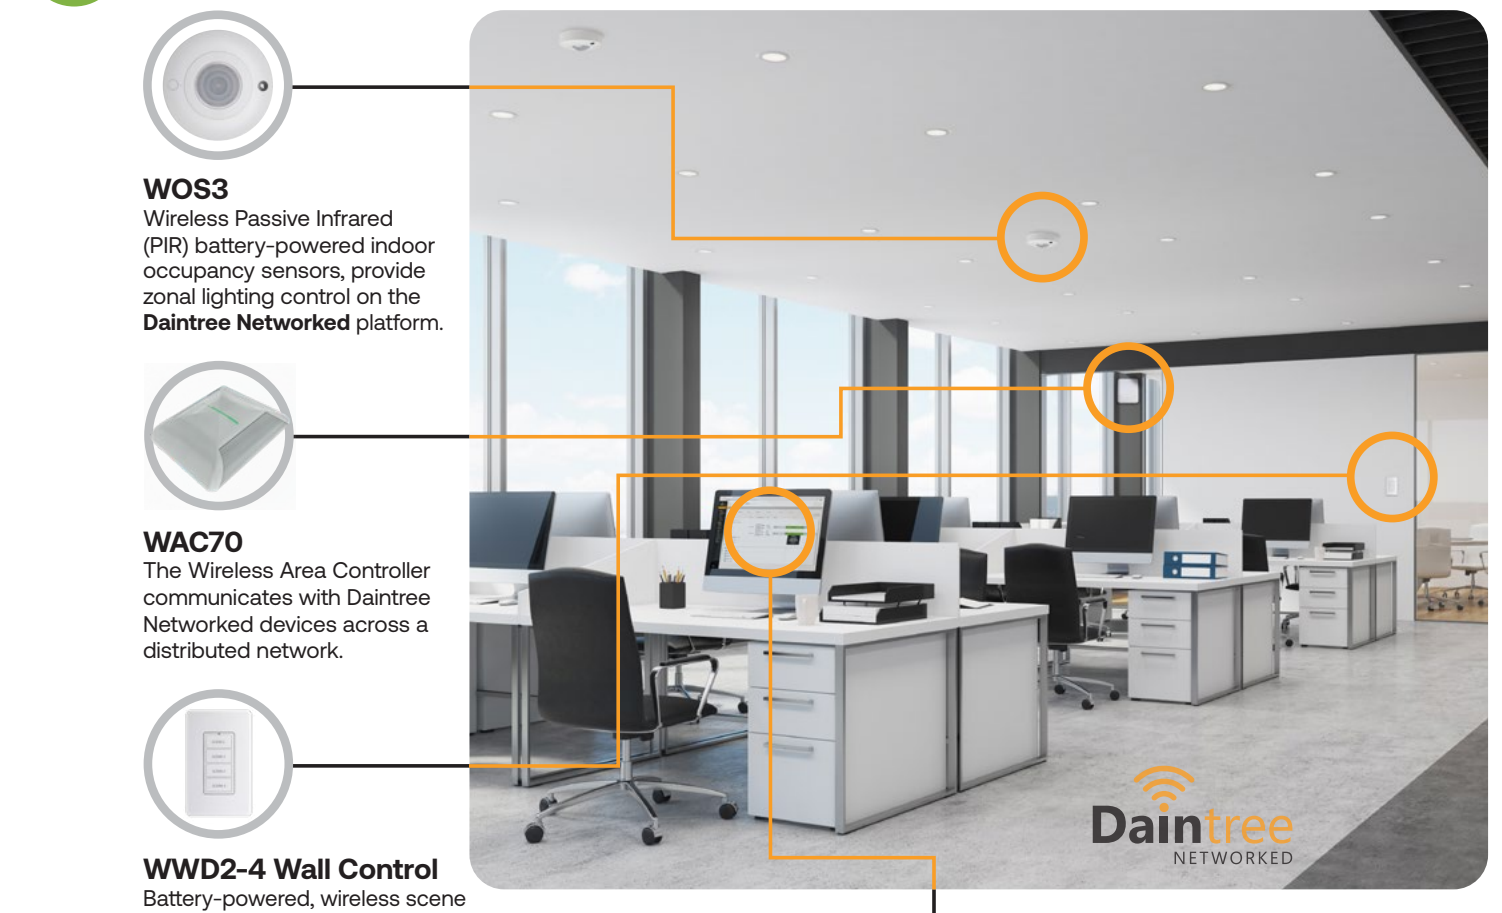 WOS3
Wireless Passive Infrared
(PIR) battery-powered indoor
occupancy sensors, provide
zonal lighting control on the
Daintree Networked platform.
WAC70
The Wireless Area Controller
communicates with Daintree
Networked devices across a
distributed network.
WWD2-4 Wall Control
Battery-powered, wireless scene
Daintree
NETWORKED